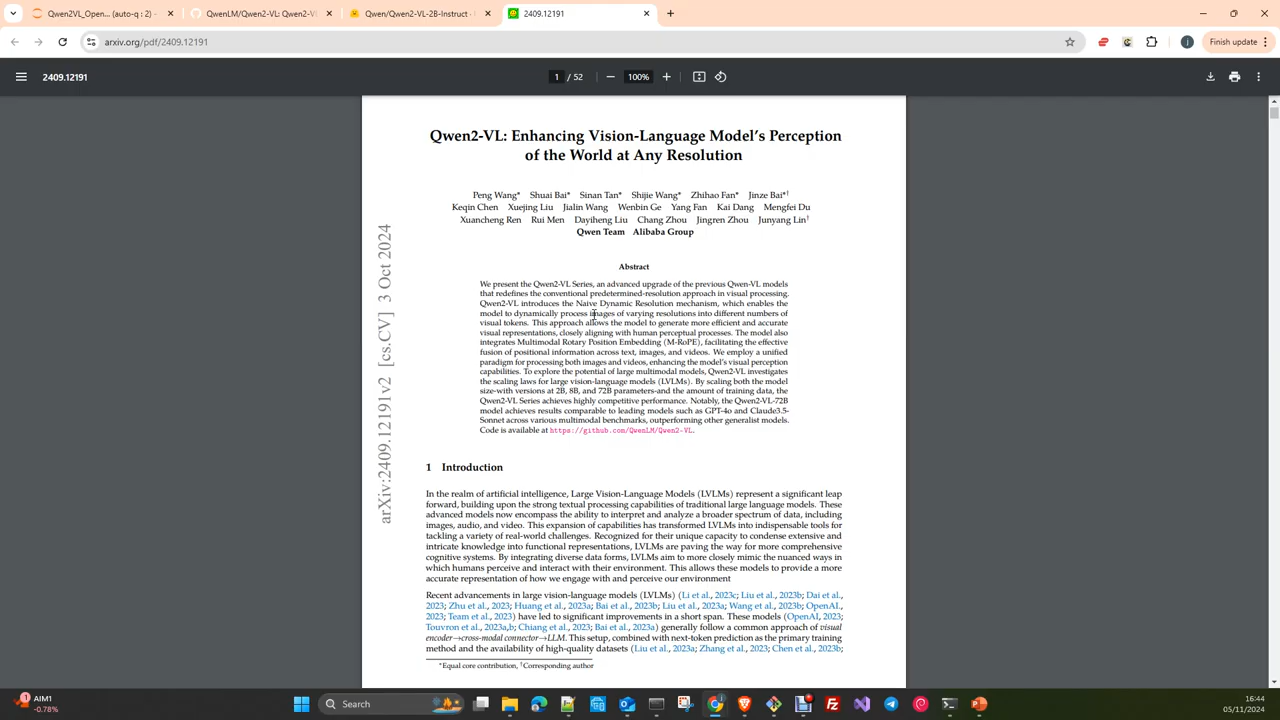 Qwen2VL_Open... (auto-q : 2)
QwenLM/Qwen2-VL: Qwen2-VL
Qwen/Qwen2-VL-2B-Instruct ·
2409.12191
arxiv.org/pdf/2409.12191
Finish update
2409.12191
1 / 52
100%
Qwen2-VL: Enhancing Vision-Language Model's Perception
of the World at Any Resolution
Peng Wang* Shuai Bai* Sinan Tan* Shijie Wang* Zhihao Fan* Jinze Bai*†
Keqin Chen Xuejing Liu Jialin Wang Wenbin Ge Yang Fan Kai Dang Mengfei Du
Xuancheng Ren Rui Men Dayiheng Liu Chang Zhou Jingren Zhou Junyang Lin†
Qwen Team Alibaba Group
arXiv:2409.12191v2 [cs.CV] 3 Oct 2024
Abstract
We present the Qwen2-VL Series, an advanced upgrade of the previous Qwen-VL models
that redefines the conventional predetermined-resolution approach in visual processing.
Qwen2-VL introduces the Naive Dynamic Resolution mechanism, which enables the
model to dynamically process images of varying resolutions into different numbers of
visual tokens. This approach allows the model to generate more efficient and accurate
visual representations, closely aligning with human perceptual processes. The model also
integrates Multimodal Rotary Position Embedding (M-RoPE), facilitating the effective
fusion of positional information across text, images, and videos. We employ a unified
paradigm for processing both images and videos, enhancing the model's visual perception
capabilities. To explore the potential of large multimodal models, Qwen2-VL investigates
the scaling laws for large vision-language models (LVLMs). By scaling both the model
size-with versions at 2B, 8B, and 72B parameters-and the amount of training data, the
Qwen2-VL Series achieves highly competitive performance. Notably, the Qwen2-VL-72B
model achieves results comparable to leading models such as GPT-4o and Claude3.5-
Sonnet across various multimodal benchmarks, outperforming other generalist models.
Code is available at https://github.com/QwenLM/Qwen2-VL.
1 Introduction
In the realm of artificial intelligence, Large Vision-Language Models (LVLMs) represent a significant leap
forward, building upon the strong textual processing capabilities of traditional large language models. These
advanced models now encompass the ability to interpret and analyze a broader spectrum of data, including
images, audio, and video. This expansion of capabilities has transformed LVLMs into indispensable tools for
tackling a variety of real-world challenges. Recognized for their unique capacity to condense extensive and
intricate knowledge into functional representations, LVLMs are paving the way for more comprehensive
cognitive systems. By integrating diverse data forms, LVLMs aim to more closely mimic the nuanced ways in
which humans perceive and interact with their environment. This allows these models to provide a more
accurate representation of how we engage with and perceive our environment
Recent advancements in large vision-language models (LVLMs) (Li et al., 2023c; Liu et al., 2023b; Dai et al.,
2023; Zhu et al., 2023; Huang et al., 2023a; Bai et al., 2023b; Liu et al., 2023a; Wang et al., 2023b; OpenAI.,
2023; Team et al., 2023) have led to significant improvements in a short span. These models (OpenAI, 2023;
Touvron et al., 2023a,b; Chiang et al., 2023; Bai et al., 2023a) generally follow a common approach of visual
encoder→cross-modal connector→LLM. This setup, combined with next-token prediction as the primary training
method and the availability of high-quality datasets (Liu et al., 2023a; Zhang et al., 2023; Chen et al., 2023b;
*Equal core contribution, †Corresponding author
AIM1
-0.78%
Search
16:44
05/11/2024